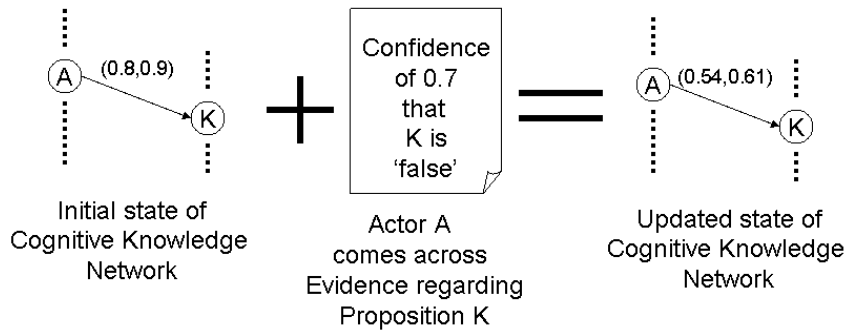 A
(0.8,0.9)
K
Initial state of
Cognitive Knowledge
Network
+
Confidence
of 0.7
that
K is
‘false’
Actor A
comes across
Evidence regarding
Proposition K
=
A
(0.54,0.61)
K
Updated state of
Cognitive Knowledge
Network